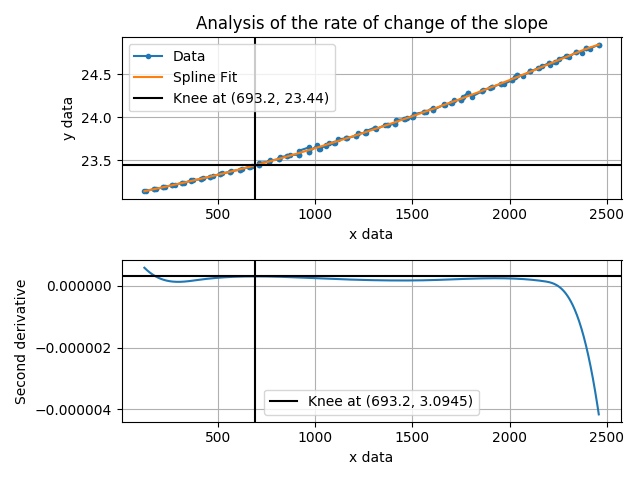 Analysis of the rate of change of the slope
Data
Spline Fit
Knee at (693.2, 23.44)
24.5
24.0
23.5
y data
500
1000
1500
2000
2500
x data
0.000000
−0.000002
−0.000004
Second derivative
Knee at (693.2, 3.0945)
500
1000
1500
2000
2500
x data